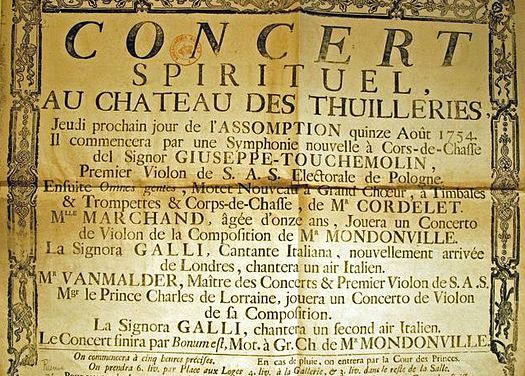 CONCERT
SPIRITUEL,
AU CHATEAU DES THUILLERIES,
Jeudi prochain jour de l'ASSOMPTION quinze Août 1754.
Il commencera par une Symphonie nouvelle à Cors-de-Chasse
del Signor GIUSEPPE-TOUCHEMOLIN,
Premier Violon de S. A. S. Electorale de Pologne.
Ensuite Omnes gentes, Motet Nouveau à Grand Chœur, à Timbales
& Trompettes & Corps-de-Chasse, de Mr CORDELET.
Mlle MARCHAND, âgée d'onze ans, Jouera un Concerto
de Violon de la Composition de Mr MONDONVILLE.
La Signora GALLI, Cantante Italiana, nouvellement arrivée
de Londres, chantera un air Italien.
Mr VANMALDER, Maître des Concerts & Premier Violon de S. A. S.
Mgr le Prince Charles de Lorraine, jouera un Concerto de Violon
de sa Composition.
La Signora GALLI, chantera un second air Italien.
Le Concert finira par Bonum est, Mot. à Gr. Ch. de Mr MONDONVILLE.
On commencera à cinq heures précises.
On prendra 6. liv. par Place aux Loges 4. liv. à la Gallerie, & 3. liv. dans le reste de la Salle.
En cas de pluie, on entrera par la Cour des Princes.